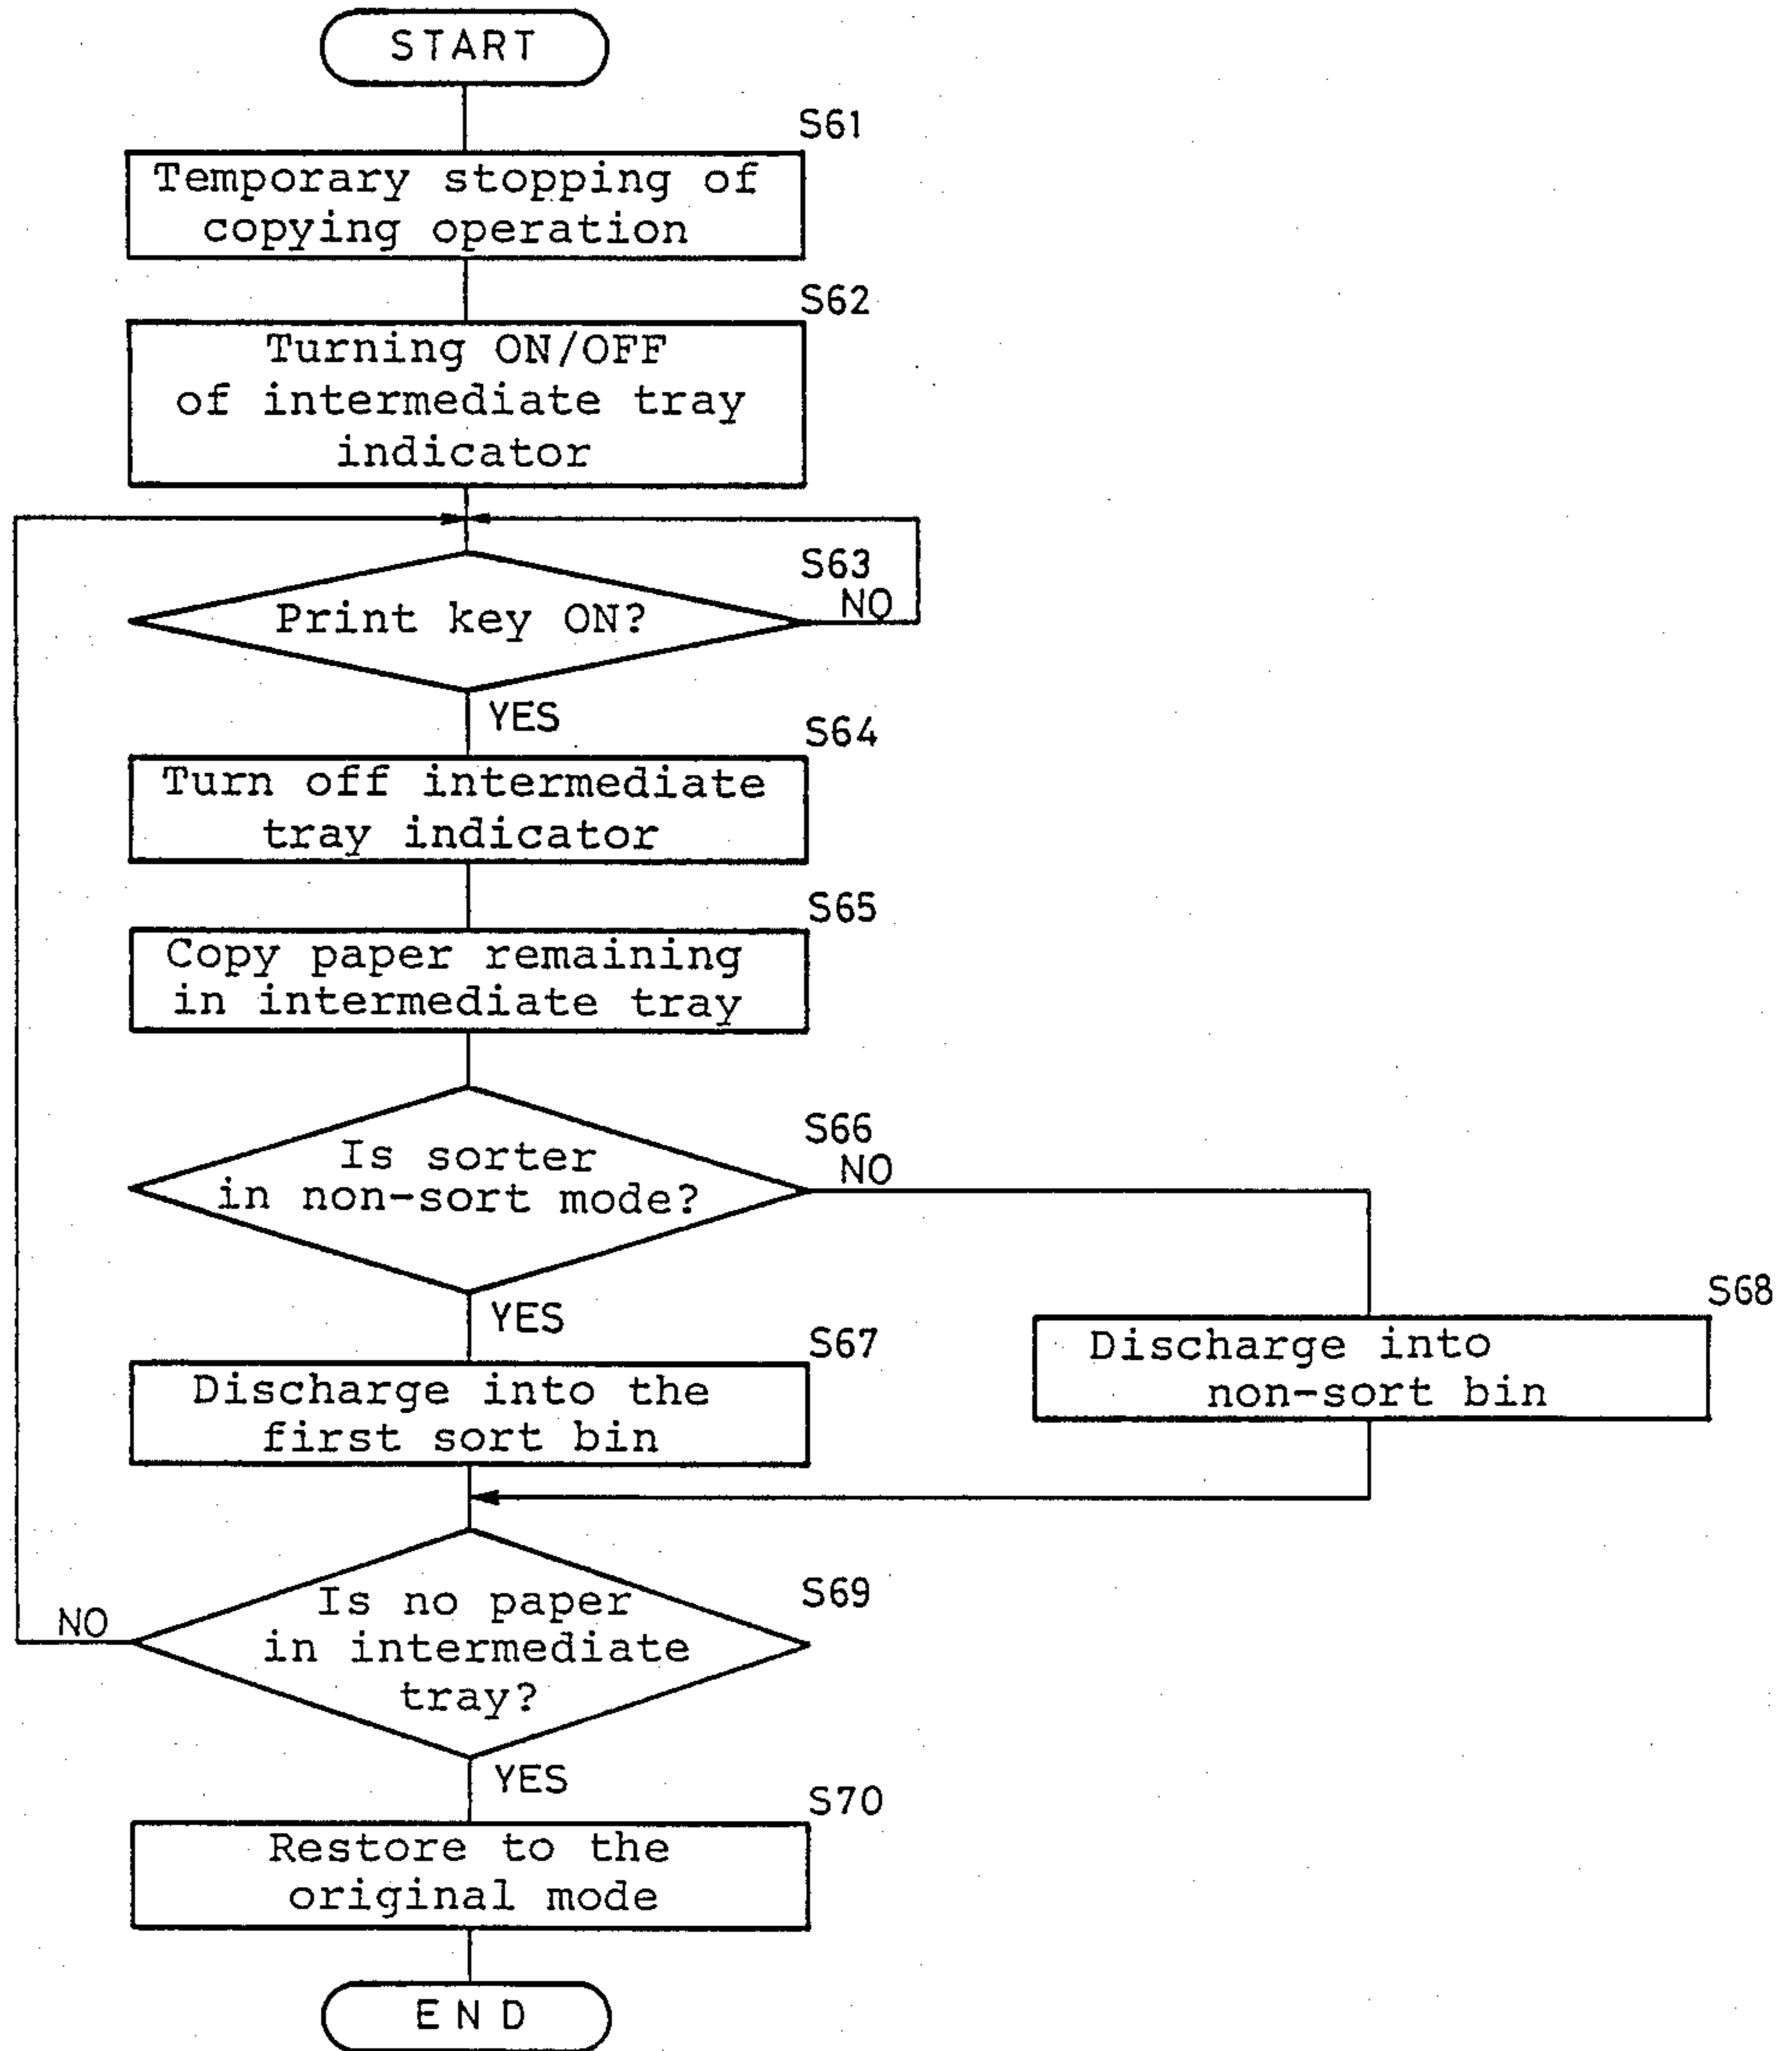 START
S61
Temporary stopping of
copying operation
S62
Turning ON/OFF
of intermediate tray
indicator
S63
NO
Print key ON?
YES
S64
Turn off intermediate
tray indicator
S65
Copy paper remaining
in intermediate tray
S66
NO
Is sorter
in non-sort mode?
YES
S67
Discharge into the
first sort bin
S68
Discharge into
non-sort bin
S69
Is no paper
in intermediate
tray?
NO
YES
S70
Restore to the
original mode
END